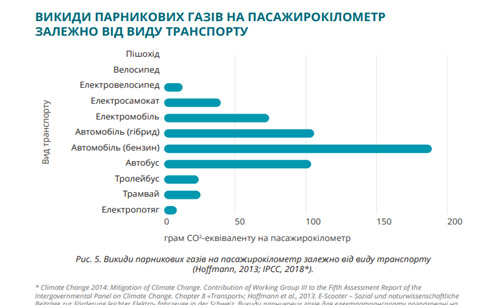 ВИКИДИ ПАРНИКОВИХ ГАЗІВ НА ПАСАЖИРОКІЛОМЕТР
ЗАЛЕЖНО ВІД ВИДУ ТРАНСПОРТУ
Вид транспорту
Пішохід
Велосипед
Електровелосипед
Електросамокат
Електромобіль
Автомобіль (гібрид)
Автомобіль (бензин)
Автобус
Тролейбус
Трамвай
Електропотяг
0 50 100 150 200
грам CO²-еквіваленту на пасажирокілометр
Рис. 5. Викиди парникових газів на пасажирокілометр залежно від виду транспорту
(Hoffmann, 2013; IPCC, 2018*).
* Climate Change 2014: Mitigation of Climate Change. Contribution of Working Group III to the Fifth Assessment Report of the
Intergovernmental Panel on Climate Change, Chapter 8 «Transport»; Hoffmann et al., 2013. E-Scooter – Sozial und naturwissenschaftliche